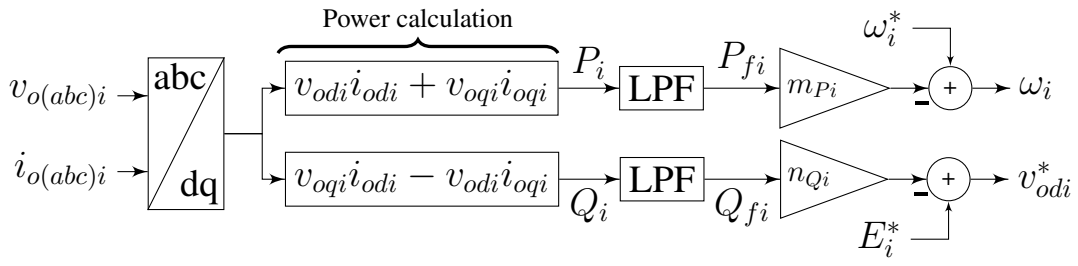 Power calculation
ω_i^*
v_{o(abc)i}
abc
v_{odi}i_{odi} + v_{oqi}i_{oqi}
P_i
LPF
P_{fi}
m_{Pi}
+
-
ω_i
i_{o(abc)i}
dq
v_{oqi}i_{odi} − v_{odi}i_{oqi}
Q_i
LPF
Q_{fi}
n_{Qi}
+
-
v_{odi}^*
E_i^*